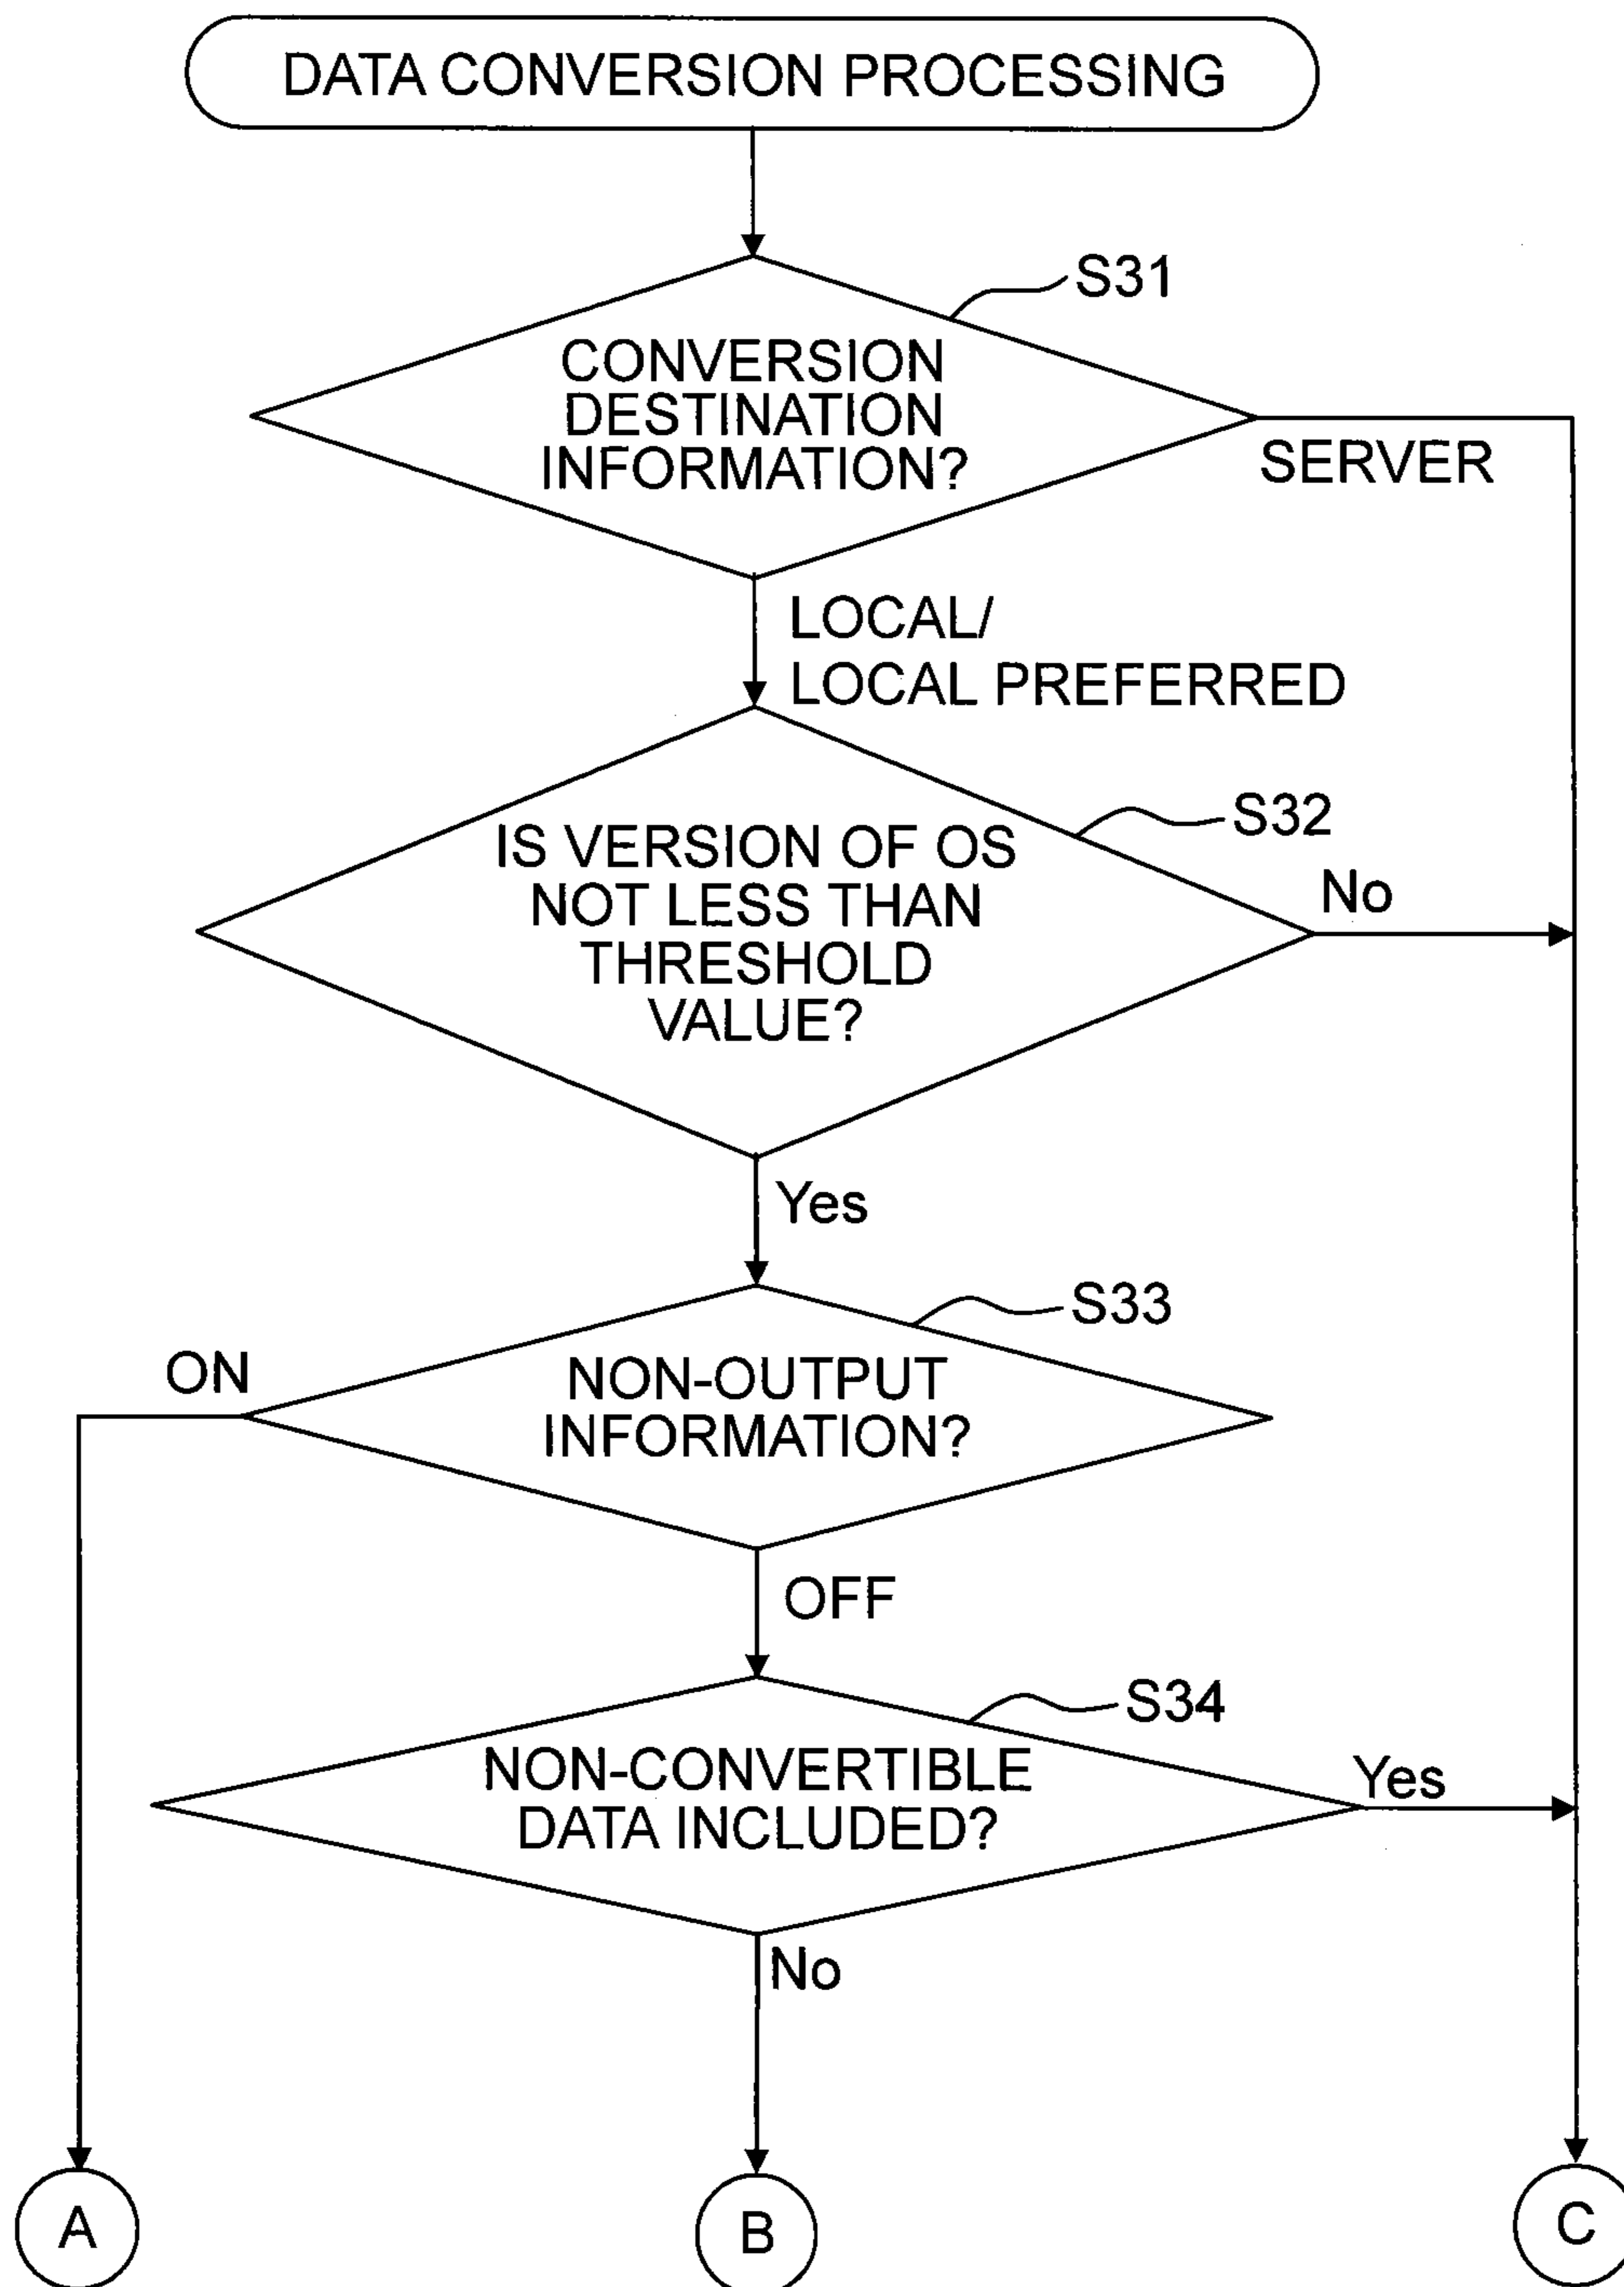 DATA CONVERSION PROCESSING
S31
CONVERSION
DESTINATION
INFORMATION?
SERVER
LOCAL/
LOCAL PREFERRED
S32
IS VERSION OF OS
NOT LESS THAN
THRESHOLD
VALUE?
No
Yes
S33
ON
NON-OUTPUT
INFORMATION?
OFF
S34
NON-CONVERTIBLE
DATA INCLUDED?
Yes
No
A
B
C